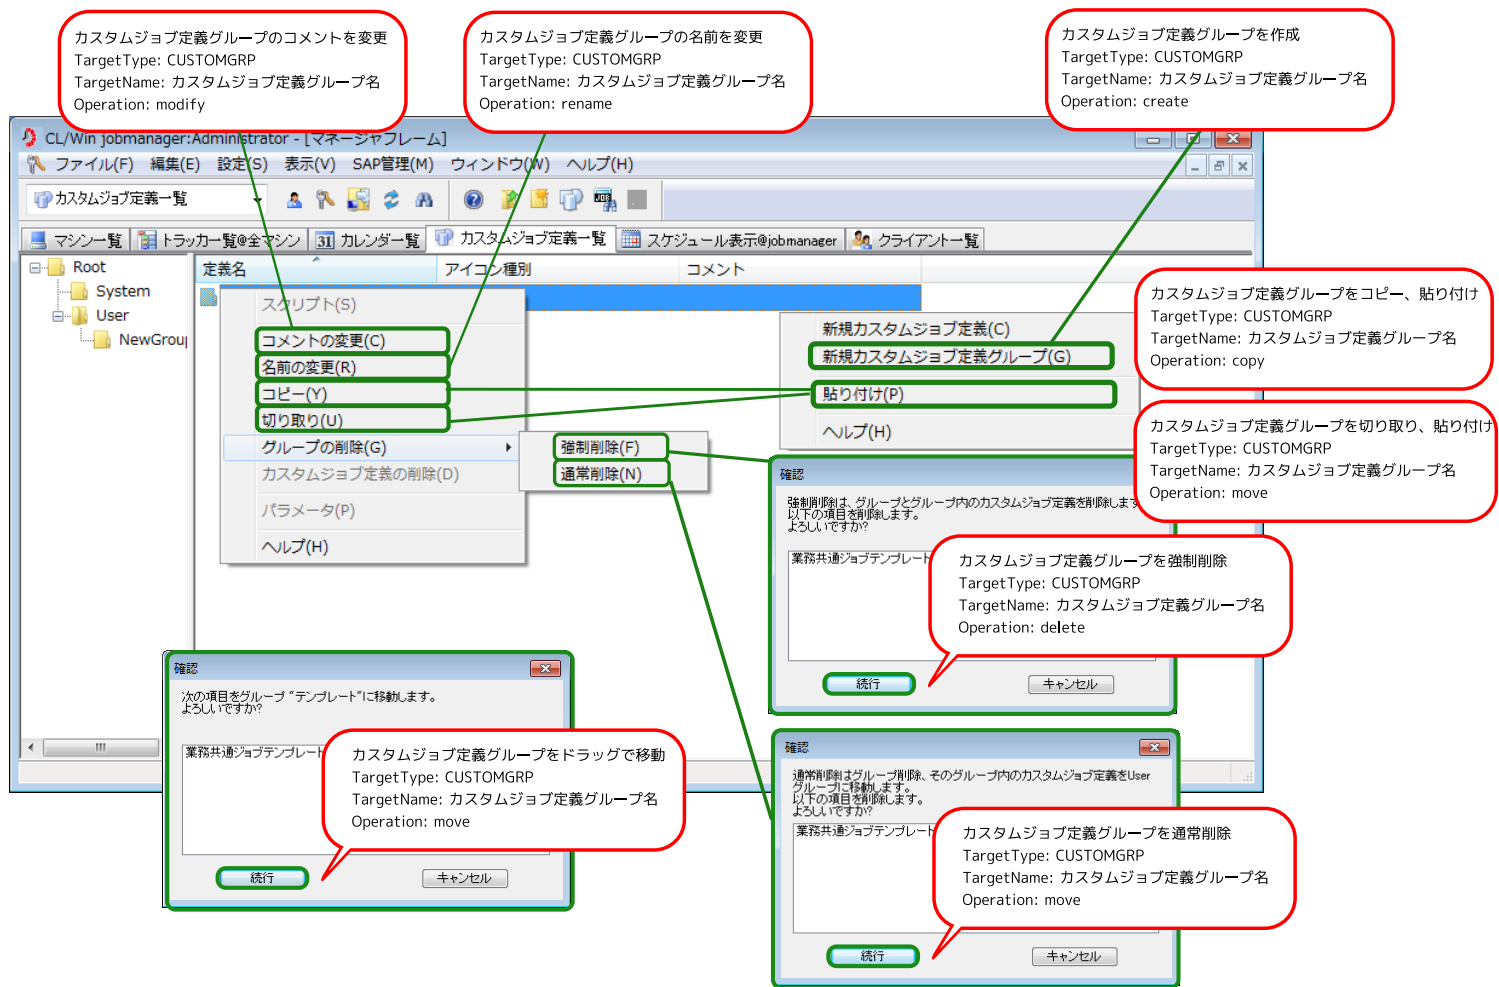 カスタムジョブ定義グループのコメントを変更
TargetType: CUSTOMGRP
TargetName: カスタムジョブ定義グループ名
Operation: modify
カスタムジョブ定義グループの名前を変更
TargetType: CUSTOMGRP
TargetName: カスタムジョブ定義グループ名
Operation: rename
カスタムジョブ定義グループを作成
TargetType: CUSTOMGRP
TargetName: カスタムジョブ定義グループ名
Operation: create
CL/Win jobmanager:Administrator - [マネージャフレーム]
ファイル(F) 編集(E) 設定(S) 表示(V) SAP管理(M) ウィンドウ(W) ヘルプ(H)
カスタムジョブ定義一覧
マシン一覧 トラッカ一覧@全マシン 31 カレンダ一覧 カスタムジョブ定義一覧 スケジュール表示@jobmanager クライアント一覧
Root
System
User
NewGrou
定義名 アイコン種別 コメント
スクリプト(S)
コメントの変更(C)
名前の変更(R)
コピー(Y)
切り取り(U)
グループの削除(G)
カスタムジョブ定義の削除(D)
パラメータ(P)
ヘルプ(H)
強制削除(F)
通常削除(N)
新規カスタムジョブ定義(C)
新規カスタムジョブ定義グループ(G)
貼り付け(P)
ヘルプ(H)
カスタムジョブ定義グループをコピー、貼り付け
TargetType: CUSTOMGRP
TargetName: カスタムジョブ定義グループ名
Operation: copy
カスタムジョブ定義グループを切り取り、貼り付け
TargetType: CUSTOMGRP
TargetName: カスタムジョブ定義グループ名
Operation: move
確認
強制削除は、グループとグループ内のカスタムジョブ定義を削除します
以下の項目を削除します。
よろしいですか?
業務共通ジョブテンプレート
続行 キャンセル
カスタムジョブ定義グループを強制削除
TargetType: CUSTOMGRP
TargetName: カスタムジョブ定義グループ名
Operation: delete
確認
次の項目をグループ “テンプレート”に移動します。
よろしいですか?
業務共通ジョブテンプレート
続行 キャンセル
カスタムジョブ定義グループをドラッグで移動
TargetType: CUSTOMGRP
TargetName: カスタムジョブ定義グループ名
Operation: move
確認
通常削除はグループ削除、そのグループ内のカスタムジョブ定義をUser
グループに移動します。
以下の項目を削除します。
よろしいですか?
業務共通ジョブテンプレート
続行 キャンセル
カスタムジョブ定義グループを通常削除
TargetType: CUSTOMGRP
TargetName: カスタムジョブ定義グループ名
Operation: move